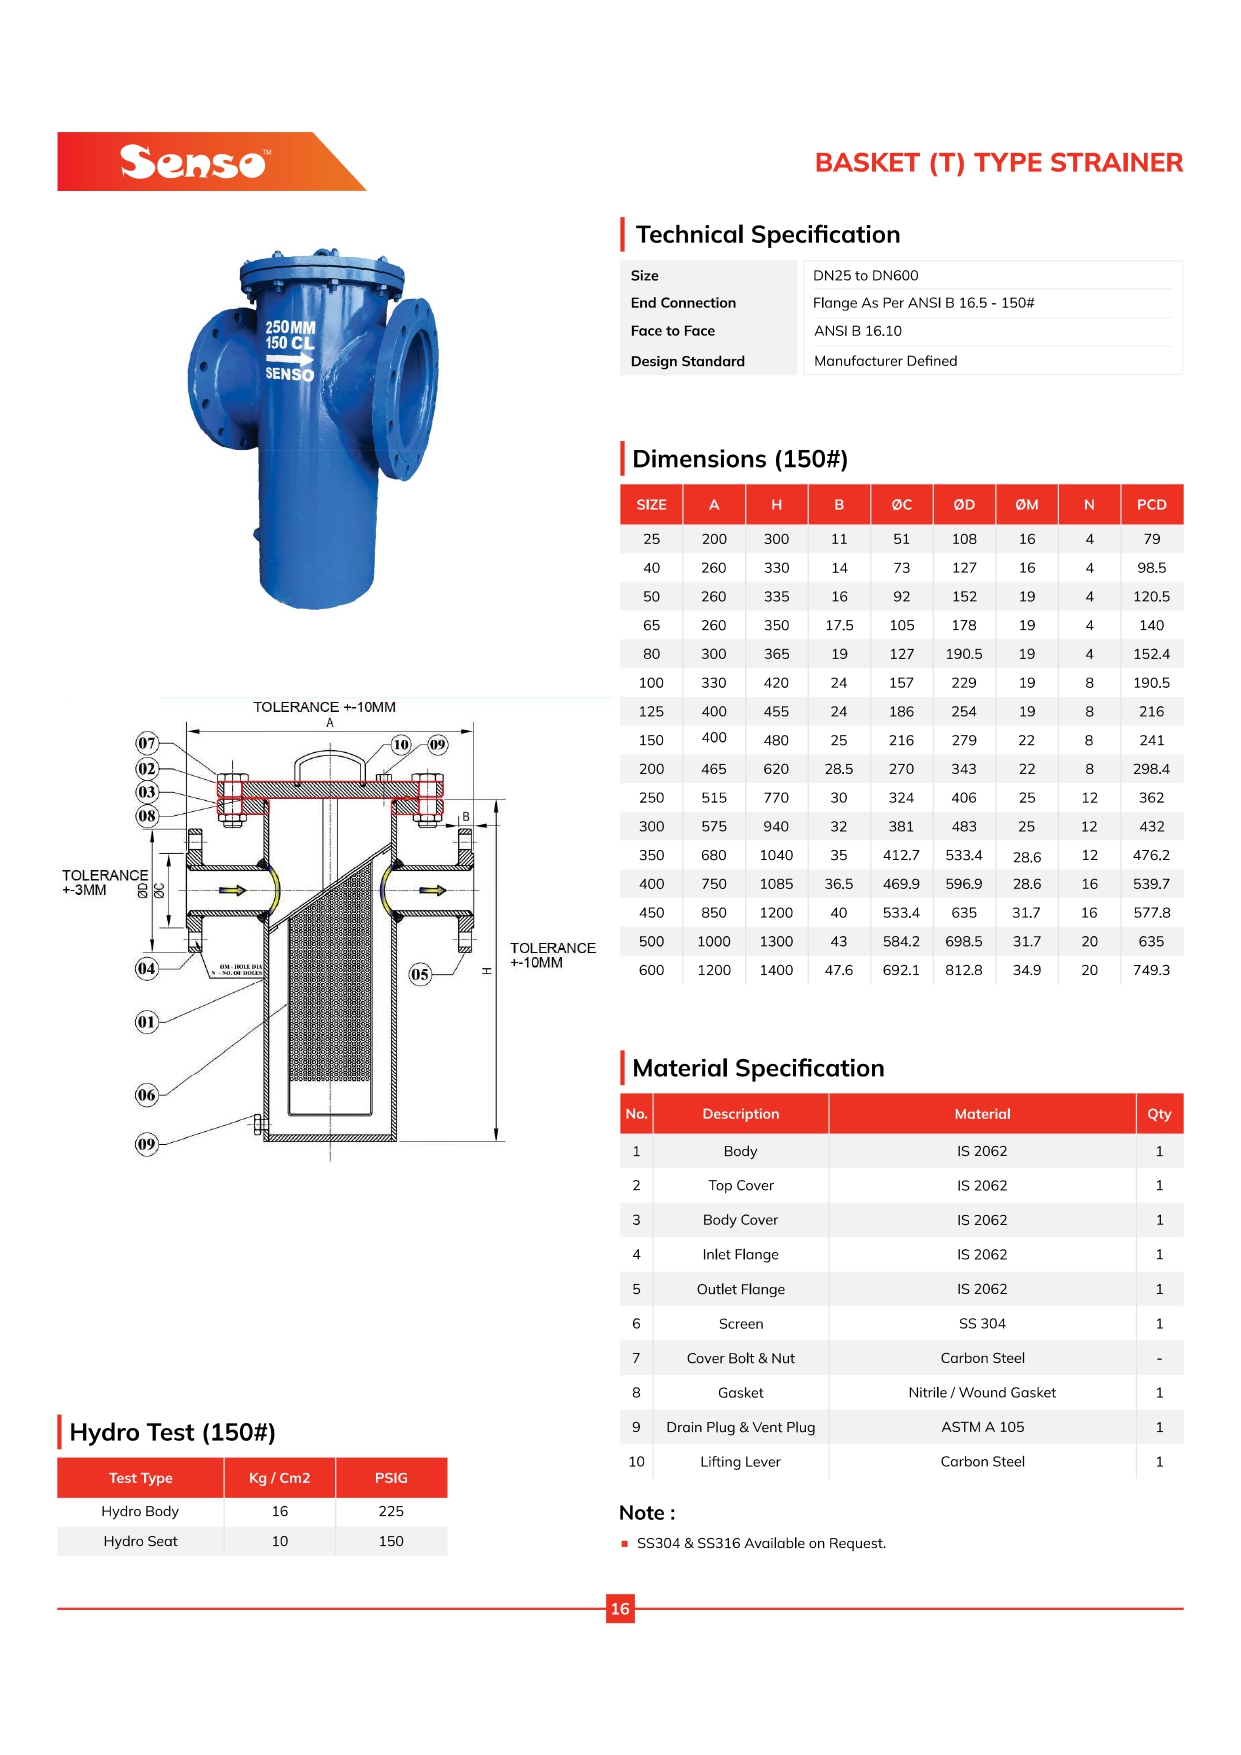 Senso™
BASKET (T) TYPE STRAINER
250MM
150 CL
SENSO
Technical Specification
Size DN25 to DN600
End Connection Flange As Per ANSI B 16.5 - 150#
Face to Face ANSI B 16.10
Design Standard Manufacturer Defined
Dimensions (150#)
SIZE A H B ØC ØD ØM N PCD
25 200 300 11 51 108 16 4 79
40 260 330 14 73 127 16 4 98.5
50 260 335 16 92 152 19 4 120.5
65 260 350 17.5 105 178 19 4 140
80 300 365 19 127 190.5 19 4 152.4
100 330 420 24 157 229 19 8 190.5
125 400 455 24 186 254 19 8 216
150 400 480 25 216 279 22 8 241
200 465 620 28.5 270 343 22 8 298.4
250 515 770 30 324 406 25 12 362
300 575 940 32 381 483 25 12 432
350 680 1040 35 412.7 533.4 28.6 12 476.2
400 750 1085 36.5 469.9 596.9 28.6 16 539.7
450 850 1200 40 533.4 635 31.7 16 577.8
500 1000 1300 43 584.2 698.5 31.7 20 635
600 1200 1400 47.6 692.1 812.8 34.9 20 749.3
TOLERANCE +-10MM
A
07
10
09
02
03
08
B
TOLERANCE
+-3MM
ØD
ØC
ØM - HOLE DIA
N - NO. OF HOLES
04
05
H
TOLERANCE
+-10MM
01
06
09
Material Specification
No. Description Material Qty
1 Body IS 2062 1
2 Top Cover IS 2062 1
3 Body Cover IS 2062 1
4 Inlet Flange IS 2062 1
5 Outlet Flange IS 2062 1
6 Screen SS 304 1
7 Cover Bolt & Nut Carbon Steel -
8 Gasket Nitrile / Wound Gasket 1
9 Drain Plug & Vent Plug ASTM A 105 1
10 Lifting Lever Carbon Steel 1
Hydro Test (150#)
Test Type Kg / Cm2 PSIG
Hydro Body 16 225
Hydro Seat 10 150
Note :
SS304 & SS316 Available on Request.
16